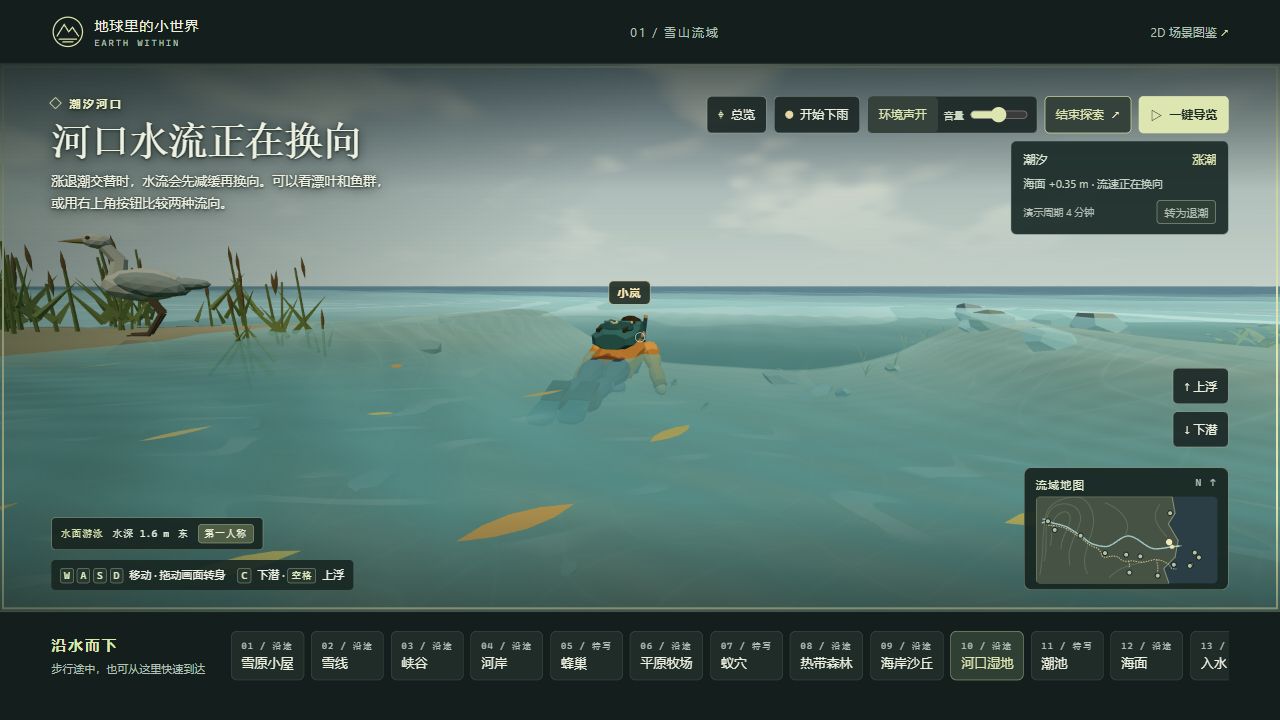 地球里的小世界
EARTH WITHIN
01 / 雪山流域
2D 场景图鉴 ↗
潮汐河口
河口水流正在换向
涨退潮交替时，水流会先减缓再换向。可以看漂叶和鱼群，
或用右上角按钮比较两种流向。
总览
开始下雨
环境声开
音量
结束探索 ↗
一键导览
潮汐 涨潮
海面 +0.35 m · 流速正在换向
演示周期 4 分钟 转为退潮
小岚
↑ 上浮
↓ 下潜
流域地图 N ↑
水面游泳 水深 1.6 m 东 第一人称
W A S D 移动 · 拖动画面转身 C 下潜 · 空格 上浮
沿水而下
步行途中，也可从这里快速到达
01 / 沿途
雪原小屋
02 / 沿途
雪线
03 / 沿途
峡谷
04 / 沿途
河岸
05 / 特写
蜂巢
06 / 沿途
平原牧场
07 / 特写
蚁穴
08 / 沿途
热带森林
09 / 沿途
海岸沙丘
10 / 沿途
河口湿地
11 / 特写
潮池
12 / 沿途
海面
13 /
入水